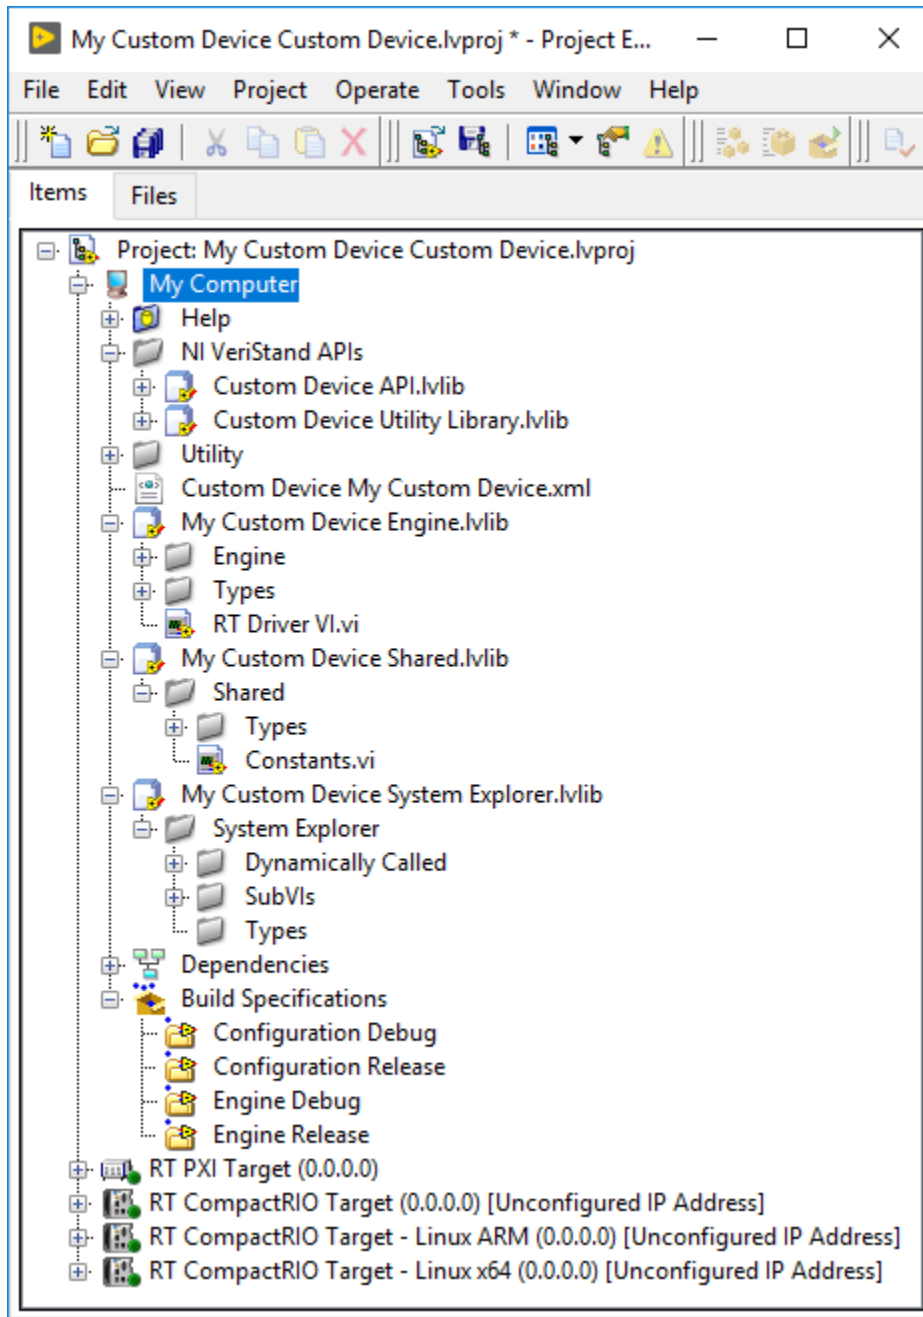 My Custom Device Custom Device.lvproj * - Project E...
File Edit View Project Operate Tools Window Help
Items Files
Project: My Custom Device Custom Device.lvproj
My Computer
Help
NI VeriStand APIs
Custom Device API.lvlib
Custom Device Utility Library.lvlib
Utility
Custom Device My Custom Device.xml
My Custom Device Engine.lvlib
Engine
Types
RT Driver VI.vi
My Custom Device Shared.lvlib
Shared
Types
Constants.vi
My Custom Device System Explorer.lvlib
System Explorer
Dynamically Called
SubVIs
Types
Dependencies
Build Specifications
Configuration Debug
Configuration Release
Engine Debug
Engine Release
RT PXI Target (0.0.0.0)
RT CompactRIO Target (0.0.0.0) [Unconfigured IP Address]
RT CompactRIO Target - Linux ARM (0.0.0.0) [Unconfigured IP Address]
RT CompactRIO Target - Linux x64 (0.0.0.0) [Unconfigured IP Address]